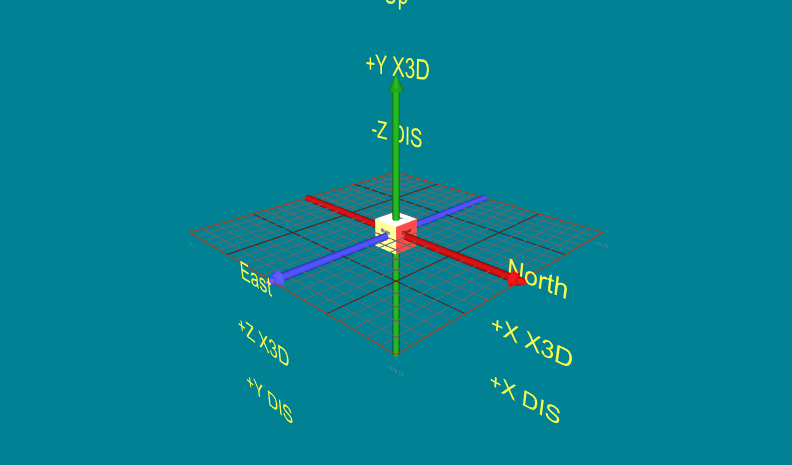 Up
+Y X3D
-Z DIS
East
North
+Z X3D
+X X3D
+Y DIS
+X DIS